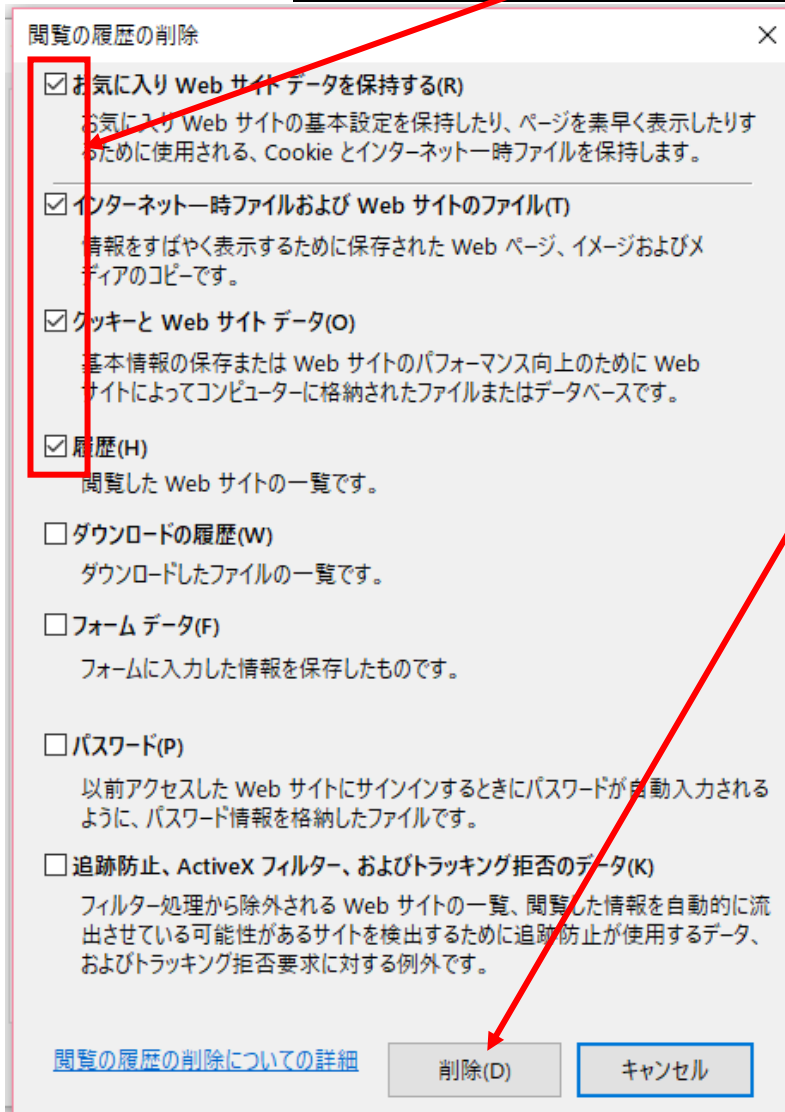 閲覧の履歴の削除
お気に入り Web サイト データを保持する(R)
お気に入り Web サイトの基本設定を保持したり、ページを素早く表示したりす
るために使用される、Cookie とインターネット一時ファイルを保持します。
インターネット一時ファイルおよび Web サイトのファイル(T)
情報をすばやく表示するために保存された Web ページ、イメージおよびメ
ディアのコピーです。
クッキーと Web サイト データ(O)
基本情報の保存または Web サイトのパフォーマンス向上のために Web
サイトによってコンピューターに格納されたファイルまたはデータベースです。
履歴(H)
閲覧した Web サイトの一覧です。
ダウンロードの履歴(W)
ダウンロードしたファイルの一覧です。
フォーム データ(F)
フォームに入力した情報を保存したものです。
パスワード(P)
以前アクセスした Web サイトにサインインするときにパスワードが自動入力される
ように、パスワード情報を格納したファイルです。
追跡防止、ActiveX フィルター、およびトラッキング拒否のデータ(K)
フィルター処理から除外される Web サイトの一覧、閲覧した情報を自動的に流
出させている可能性があるサイトを検出するために追跡防止が使用するデータ、
およびトラッキング拒否要求に対する例外です。
閲覧の履歴の削除についての詳細
削除(D)
キャンセル